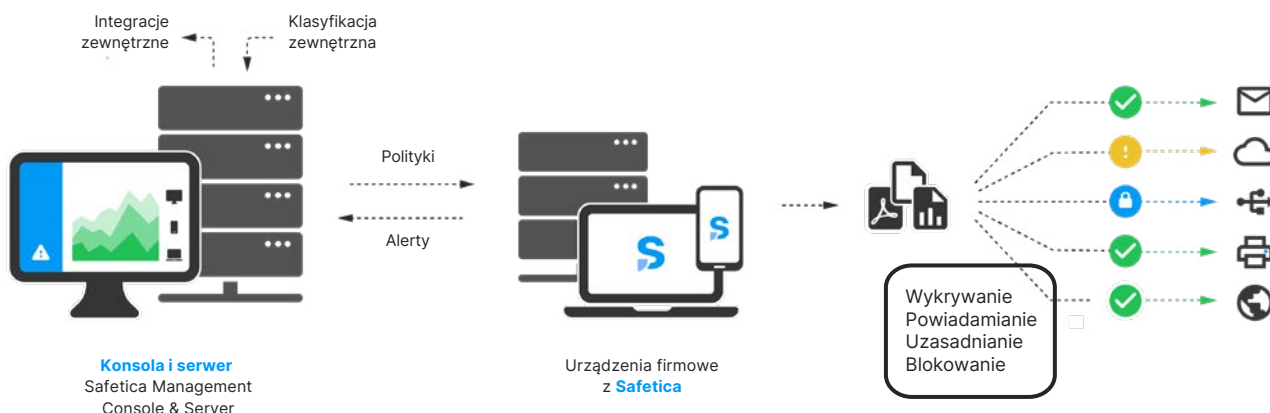 Integracje
zewnętrzne
Klasyfikacja
zewnętrzna
Polityki
Alerty
S
S
Wykrywanie
Powiadamianie
Uzasadnianie
Blokowanie
Konsola i serwer
Safetica Management
Console & Server
Urządzenia firmowe
z Safetica